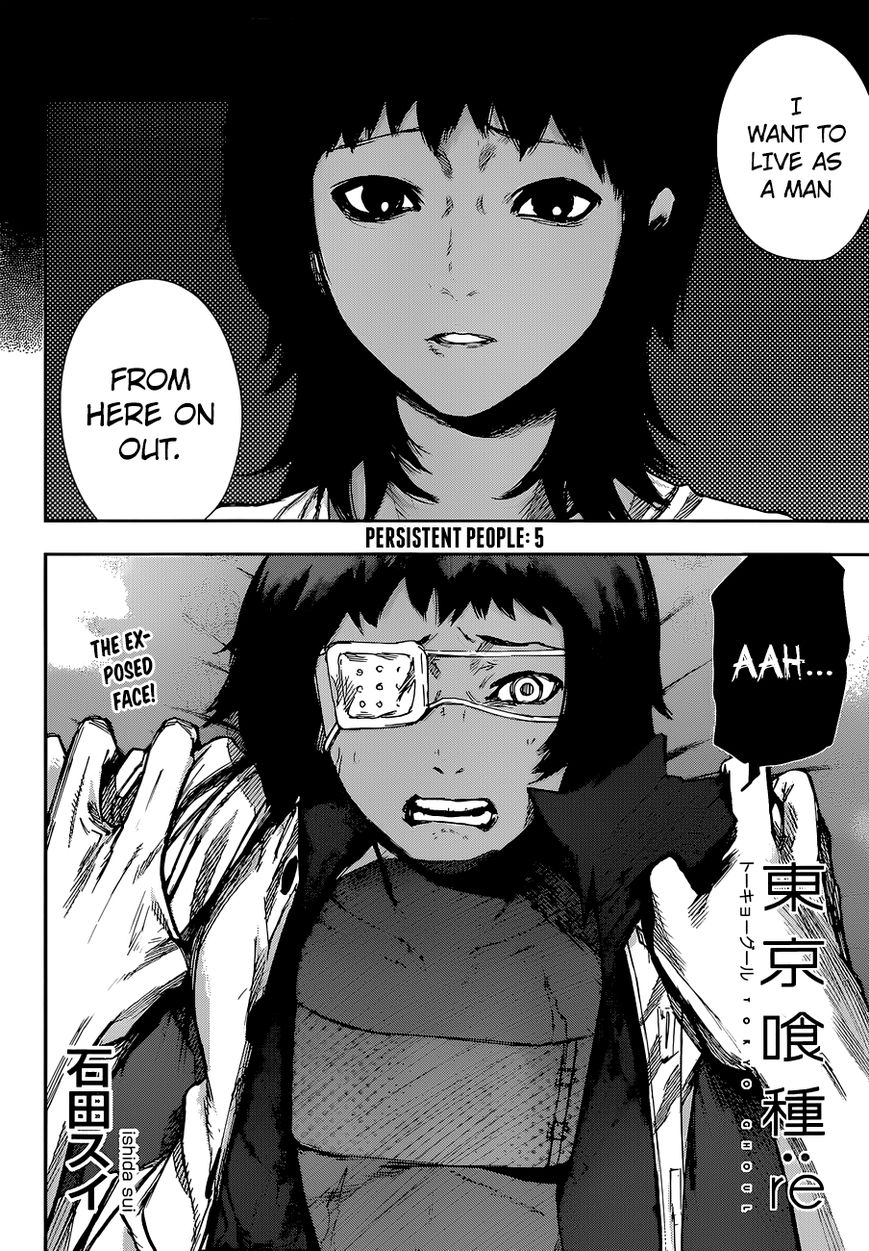 I
WANT TO
LIVE AS
A MAN
FROM
HERE ON
OUT.
PERSISTENT PEOPLE: 5
THE EX-
POSED
FACE!
AAH...
東京喰種:re
トーキョーグール TOKYO GHOUL
石田スイ
ishida sui